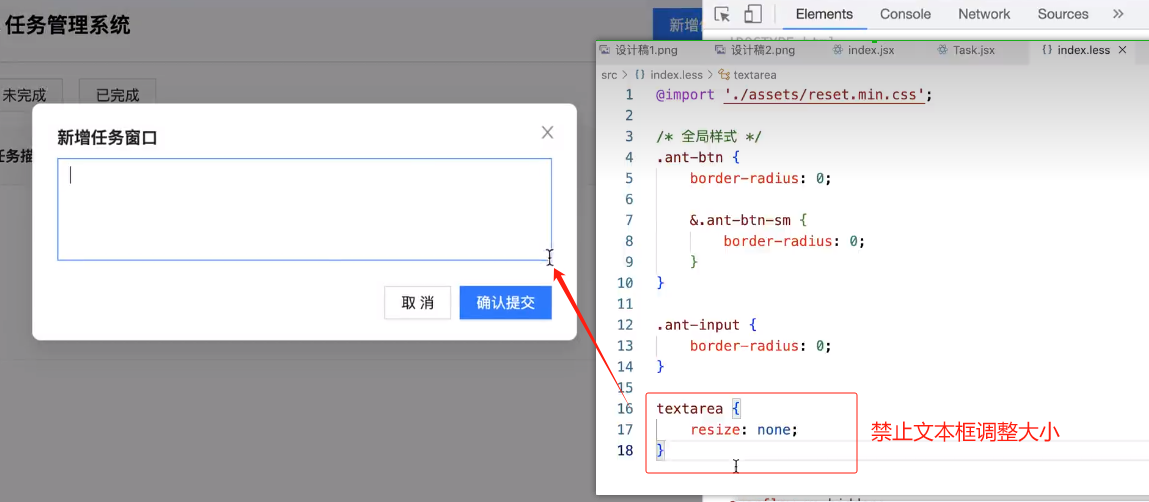 任务管理系统
新增
未完成
已完成
任务描
新增任务窗口
取 消
确认提交
Elements
Console
Network
Sources
设计稿1.png
设计稿2.png
index.jsx
Task.jsx
{} index.less
src > {} index.less > textarea
1 @import './assets/reset.min.css';
2
3 /* 全局样式 */
4 .ant-btn {
5 border-radius: 0;
6
7 &.ant-btn-sm {
8 border-radius: 0;
9 }
10 }
11
12 .ant-input {
13 border-radius: 0;
14 }
15
16 textarea {
17 resize: none;
18 }
禁止文本框调整大小